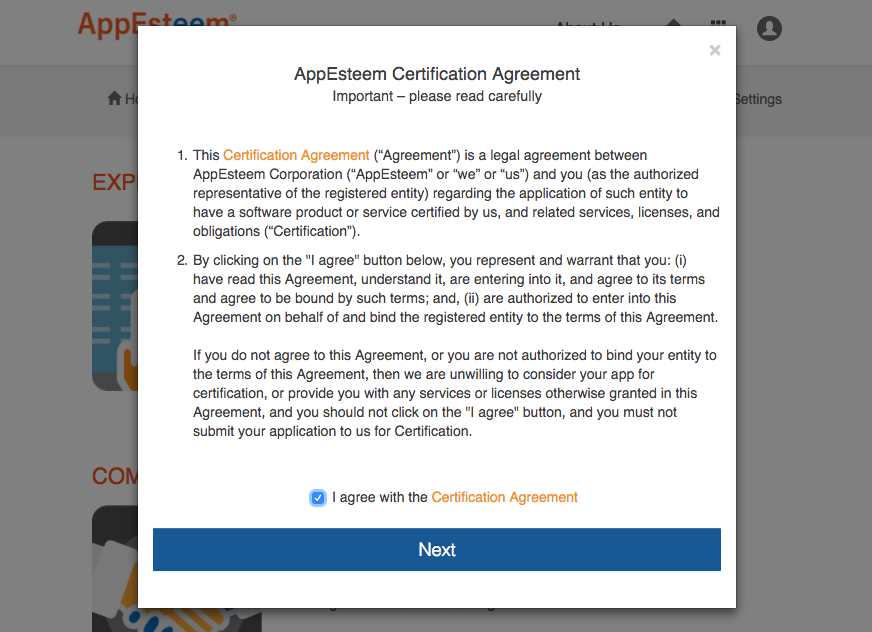 AppEsteem®
About Us
Settings
×
AppEsteem Certification Agreement
Important – please read carefully
1. This Certification Agreement (“Agreement”) is a legal agreement between
AppEsteem Corporation (“AppEsteem” or “we” or “us”) and you (as the authorized
representative of the registered entity) regarding the application of such entity to
have a software product or service certified by us, and related services, licenses, and
obligations (“Certification”).
2. By clicking on the "I agree" button below, you represent and warrant that you: (i)
have read this Agreement, understand it, are entering into it, and agree to its terms
and agree to be bound by such terms; and, (ii) are authorized to enter into this
Agreement on behalf of and bind the registered entity to the terms of this Agreement.
If you do not agree to this Agreement, or you are not authorized to bind your entity to
the terms of this Agreement, then we are unwilling to consider your app for
certification, or provide you with any services or licenses otherwise granted in this
Agreement, and you should not click on the "I agree" button, and you must not
submit your application to us for Certification.
I agree with the Certification Agreement
Next